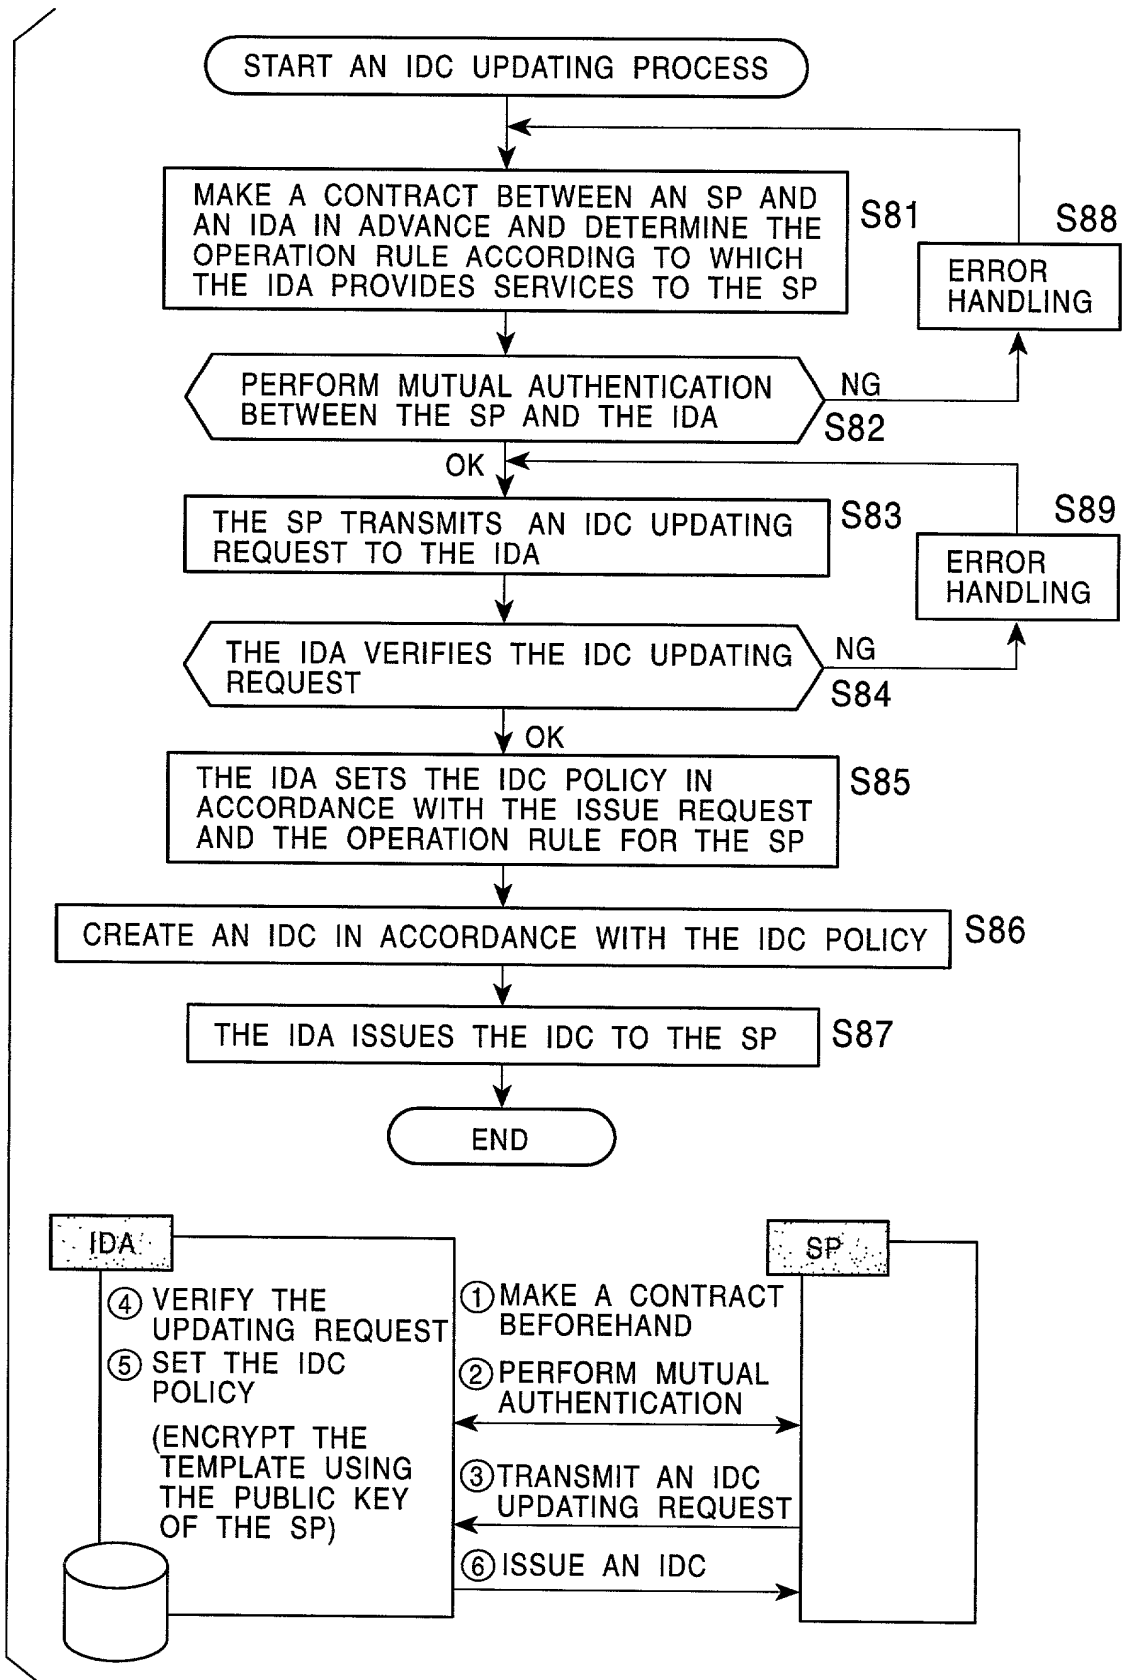 START AN IDC UPDATING PROCESS
MAKE A CONTRACT BETWEEN AN SP AND
AN IDA IN ADVANCE AND DETERMINE THE
OPERATION RULE ACCORDING TO WHICH
THE IDA PROVIDES SERVICES TO THE SP
S81
S88
ERROR
HANDLING
PERFORM MUTUAL AUTHENTICATION
BETWEEN THE SP AND THE IDA
NG
S82
OK
THE SP TRANSMITS AN IDC UPDATING
REQUEST TO THE IDA
S83
S89
ERROR
HANDLING
THE IDA VERIFIES THE IDC UPDATING
REQUEST
NG
S84
OK
THE IDA SETS THE IDC POLICY IN
ACCORDANCE WITH THE ISSUE REQUEST
AND THE OPERATION RULE FOR THE SP
S85
CREATE AN IDC IN ACCORDANCE WITH THE IDC POLICY
S86
THE IDA ISSUES THE IDC TO THE SP
S87
END
IDA
④ VERIFY THE
UPDATING REQUEST
⑤ SET THE IDC
POLICY
(ENCRYPT THE
TEMPLATE USING
THE PUBLIC KEY
OF THE SP)
① MAKE A CONTRACT
BEFOREHAND
② PERFORM MUTUAL
AUTHENTICATION
③ TRANSMIT AN IDC
UPDATING REQUEST
⑥ ISSUE AN IDC
SP